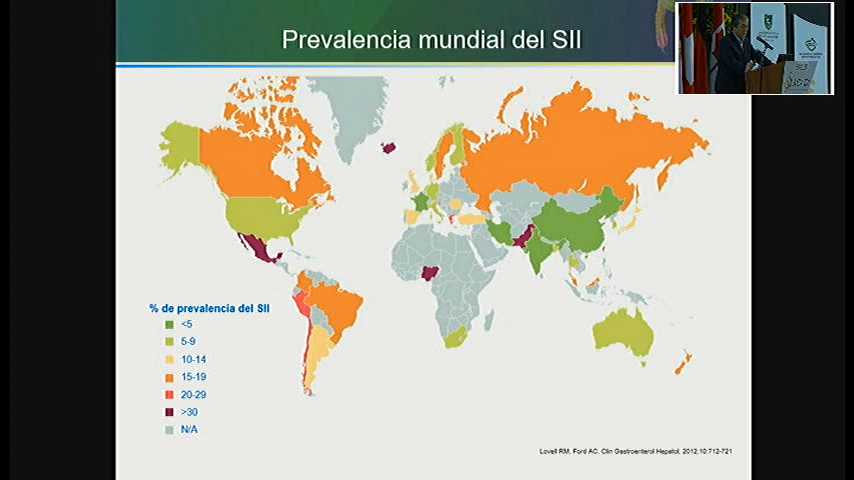 Prevalencia mundial del SII
% de prevalencia del SII
<5
5-9
10-14
15-19
20-29
>30
N/A
Lovell RM, Ford AC. Clin Gastroenterol Hepatol, 2012;10:712-721